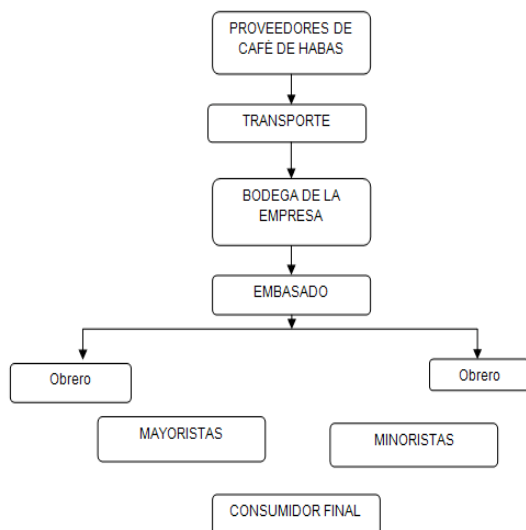 PROVEEDORES DE
CAFÉ DE HABAS
TRANSPORTE
BODEGA DE LA
EMPRESA
EMBASADO
Obrero
Obrero
MAYORISTAS
MINORISTAS
CONSUMIDOR FINAL